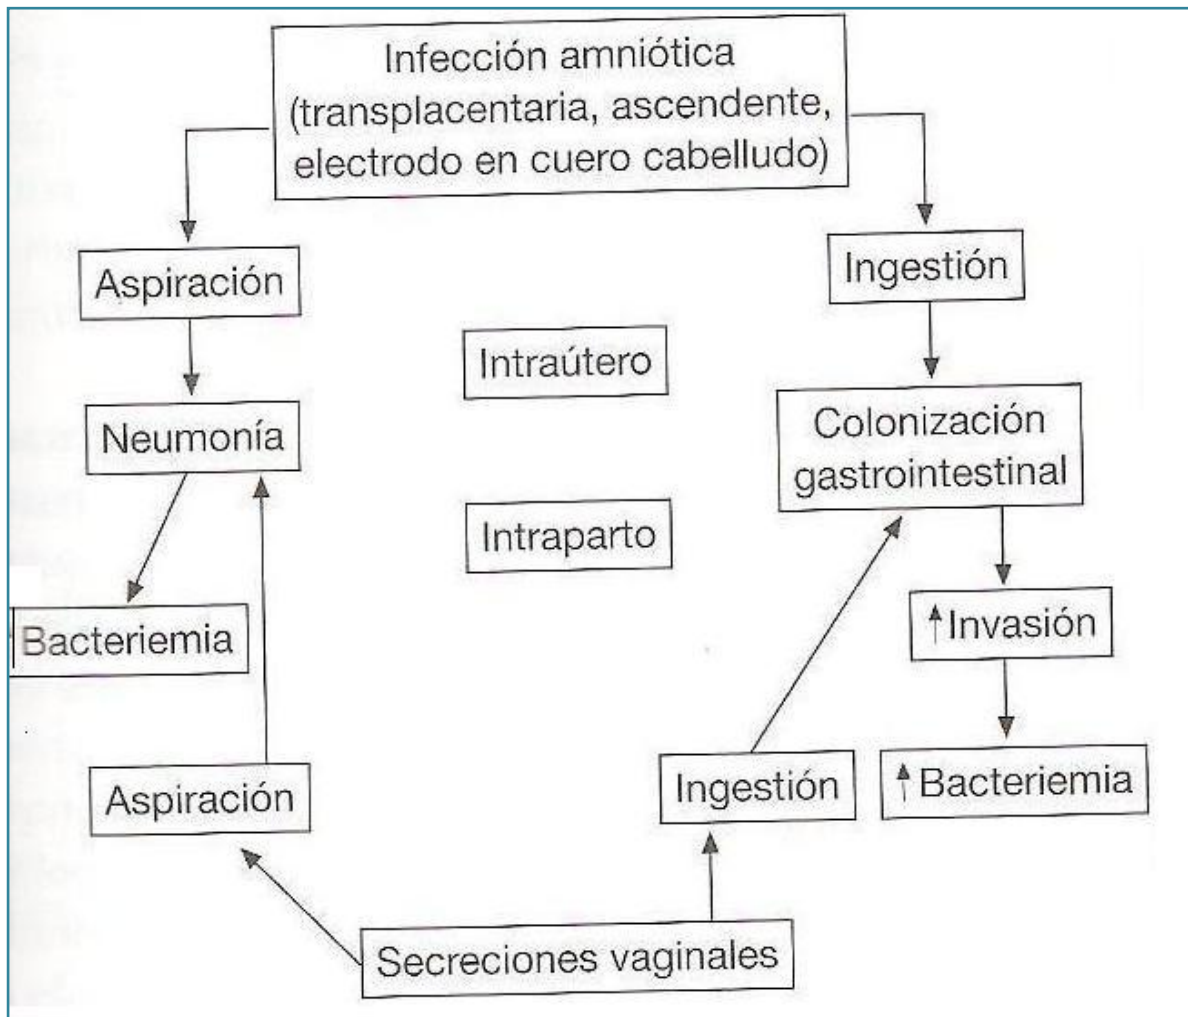 Infección amniótica
(transplacentaria, ascendente,
electrodo en cuero cabelludo)
Aspiración
Ingestión
Intraútero
Neumonía
Colonización
gastrointestinal
Intraparto
Bacteriemia
↑Invasión
Aspiración
Ingestión
↑Bacteriemia
Secreciones vaginales